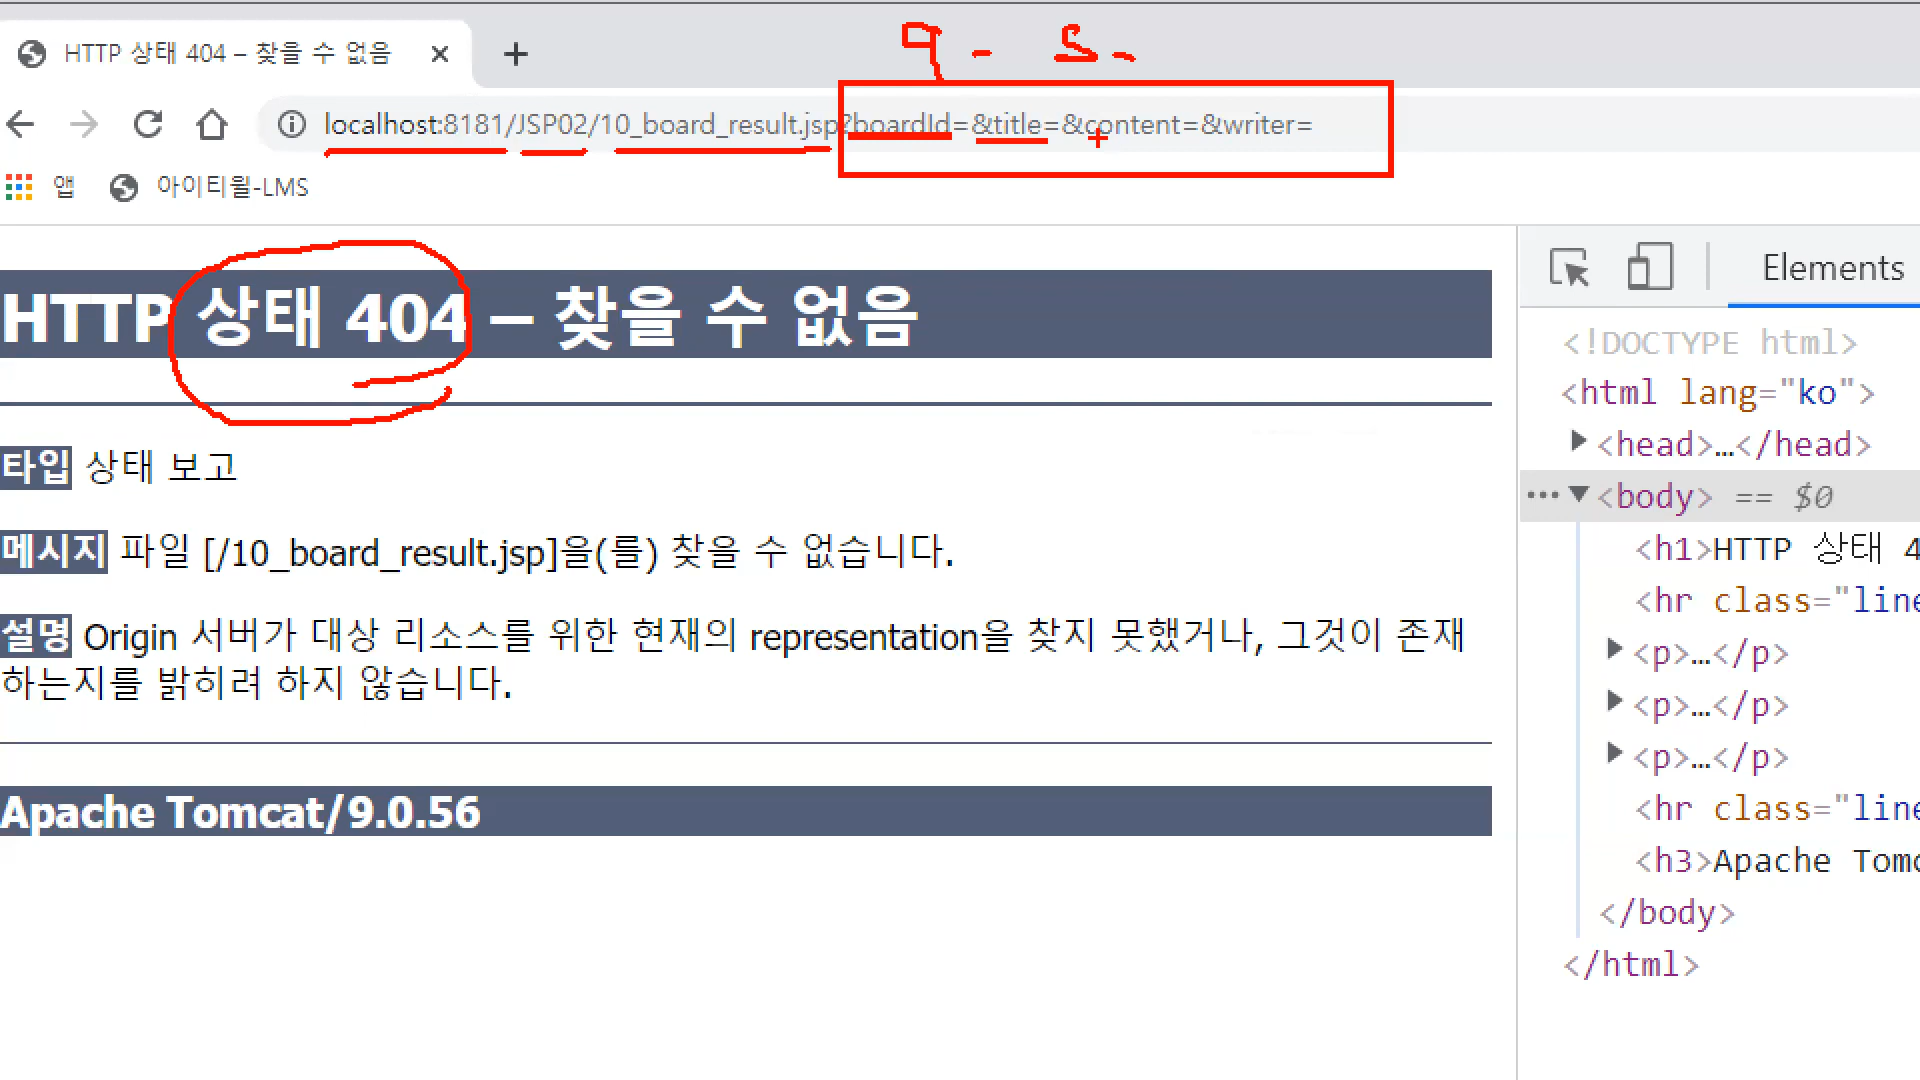 HTTP 상태 404 – 찾을 수 없음
q - s -
localhost:8181/JSP02/10_board_result.jsp?boardId=&title=&content=&writer=
앱 아이티윌-LMS
HTTP 상태 404 – 찾을 수 없음
타입 상태 보고
메시지 파일 [/10_board_result.jsp]을(를) 찾을 수 없습니다.
설명 Origin 서버가 대상 리소스를 위한 현재의 representation을 찾지 못했거나, 그것이 존재
하는지를 밝히려 하지 않습니다.
Apache Tomcat/9.0.56
Elements
<!DOCTYPE html>
<html lang="ko">
<head>…</head>
<body> == $0
<h1>HTTP 상태 4
<hr class="line
<p>…</p>
<p>…</p>
<p>…</p>
<hr class="line
<h3>Apache Tomc
</body>
</html>